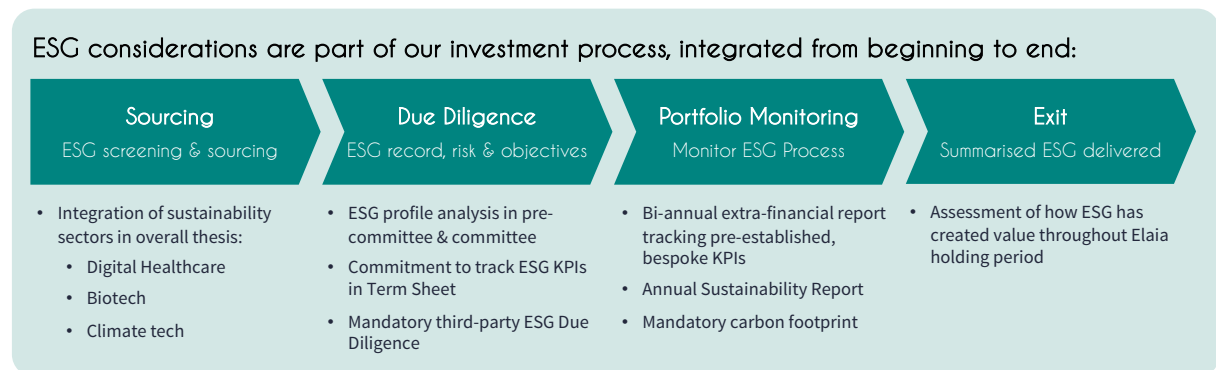 ESG considerations are part of our investment process, integrated from beginning to end:
Sourcing
ESG screening & sourcing
Due Diligence
ESG record, risk & objectives
Portfolio Monitoring
Monitor ESG Process
Exit
Summarised ESG delivered
• Integration of sustainability
sectors in overall thesis:
• Digital Healthcare
• Biotech
• Climate tech
• ESG profile analysis in pre-
committee & committee
• Commitment to track ESG KPIs
in Term Sheet
• Mandatory third-party ESG Due
Diligence
• Bi-annual extra-financial report
tracking pre-established,
bespoke KPIs
• Annual Sustainability Report
• Mandatory carbon footprint
• Assessment of how ESG has
created value throughout Elaia
holding period